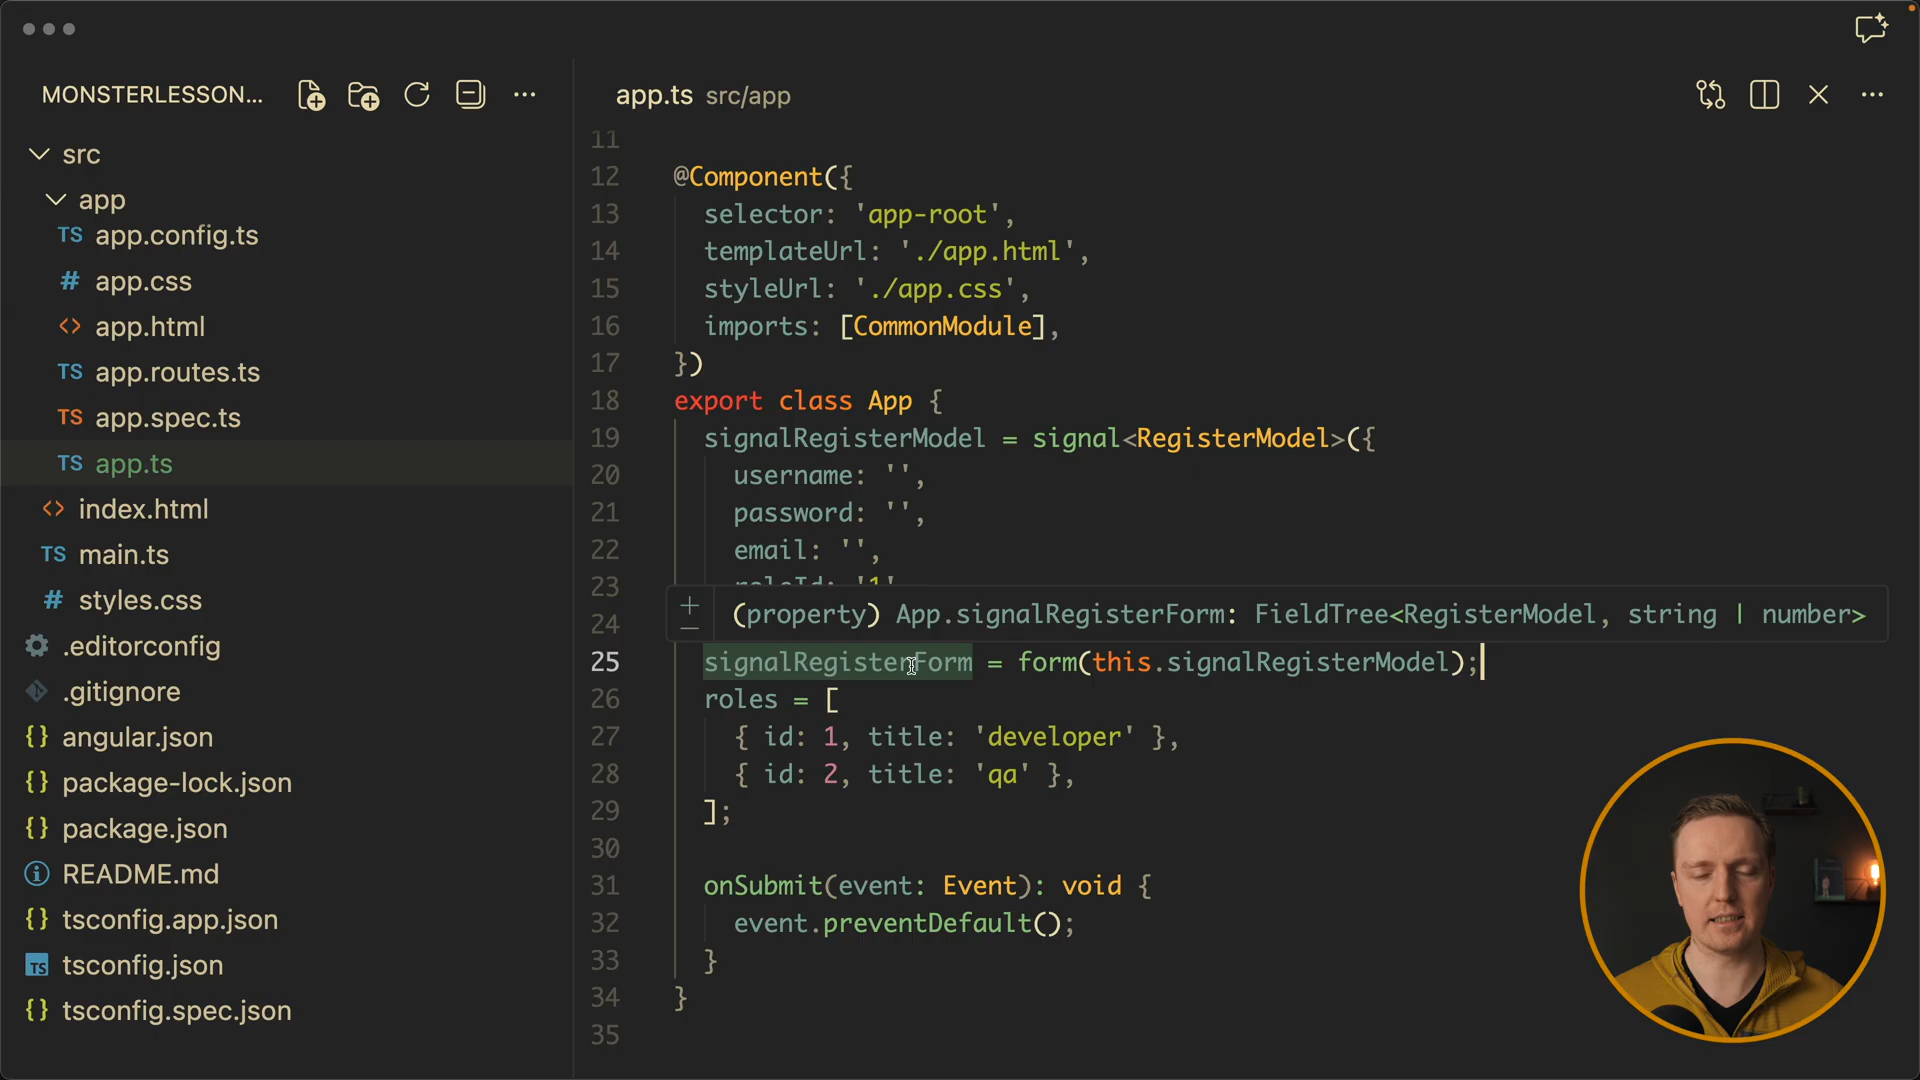 MONSTERLESSON...
src
app
TS app.config.ts
# app.css
<> app.html
TS app.routes.ts
TS app.spec.ts
TS app.ts
<> index.html
TS main.ts
# styles.css
.editorconfig
.gitignore
{} angular.json
{} package-lock.json
{} package.json
README.md
{} tsconfig.app.json
TS tsconfig.json
{} tsconfig.spec.json
app.ts src/app
11
12 @Component({
13 selector: 'app-root',
14 templateUrl: './app.html',
15 styleUrl: './app.css',
16 imports: [CommonModule],
17 })
18 export class App {
19 signalRegisterModel = signal<RegisterModel>({
20 username: '',
21 password: '',
22 email: '',
23 roleId: '1'
24
(property) App.signalRegisterForm: FieldTree<RegisterModel, string | number>
25 signalRegisterForm = form(this.signalRegisterModel);
26 roles = [
27 { id: 1, title: 'developer' },
28 { id: 2, title: 'qa' },
29 ];
30
31 onSubmit(event: Event): void {
32 event.preventDefault();
33 }
34 }
35